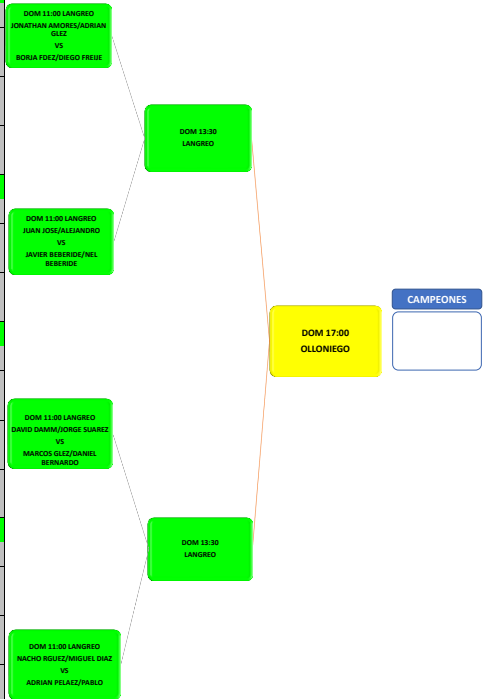 DOM 11:00 LANGREO
JONATHAN AMORES/ADRIAN
GLEZ
VS
BORJA FDEZ/DIEGO FREIJE
DOM 13:30
LANGREO
DOM 11:00 LANGREO
JUAN JOSE/ALEJANDRO
VS
JAVIER BEBERIDE/NEL
BEBERIDE
CAMPEONES
DOM 17:00
OLLONIEGO
DOM 11:00 LANGREO
DAVID DAMM/JORGE SUAREZ
VS
MARCOS GLEZ/DANIEL
BERNARDO
DOM 13:30
LANGREO
DOM 11:00 LANGREO
NACHO RGUEZ/MIGUEL DIAZ
VS
ADRIAN PELAEZ/PABLO